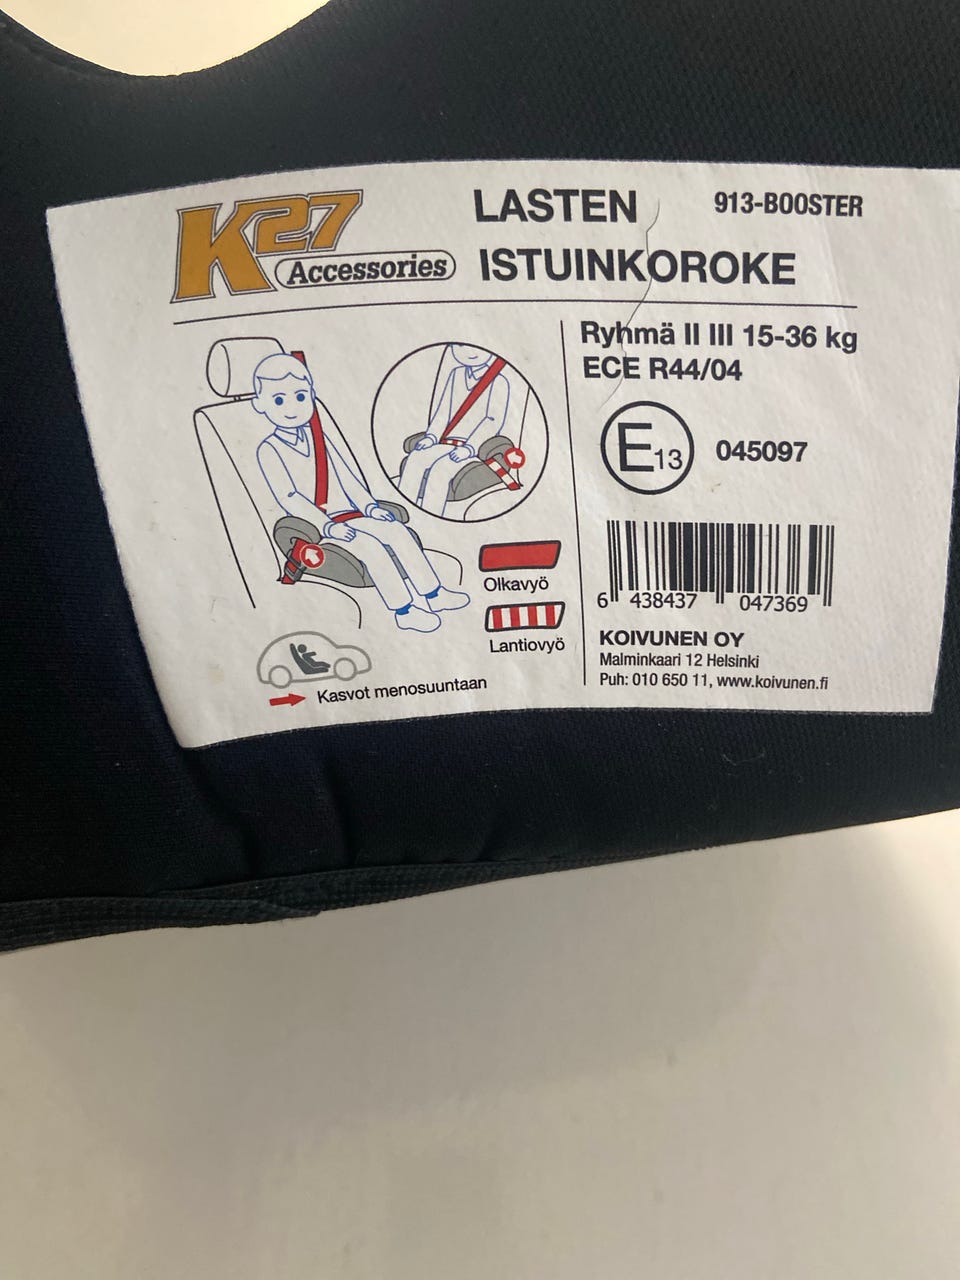 K27
Accessories
LASTEN
ISTUINKOROKE
913-BOOSTER
Ryhmä II III 15-36 kg
ECE R44/04
E13 045097
6 438437 047369
KOIVUNEN OY
Malminkaari 12 Helsinki
Puh: 010 650 11, www.koivunen.fi
Olkavyö
Lantiovyö
Kasvot menosuuntaan